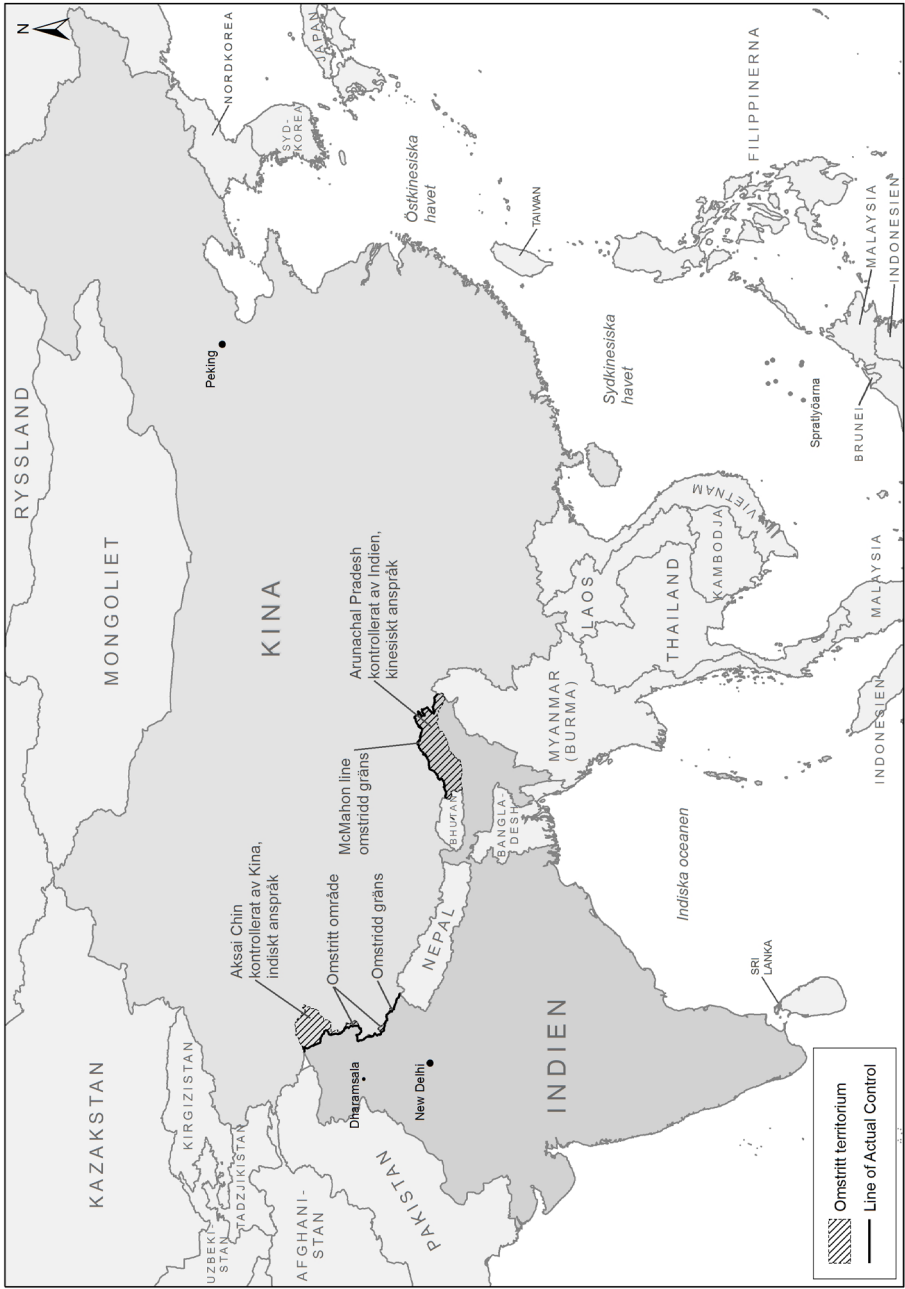 N
RYSSLAND
KAZAKSTAN
MONGOLIET
NORDKOREA
SYD-
KOREA
JAPAN
KIRGIZISTAN
UZBEKI-
STAN
TADZJIKISTAN
AFGHANI-
STAN
PAKISTAN
Peking
KINA
Aksai Chin
kontrollerat av Kina,
indiskt anspråk
Omstritt område
Omstridd gräns
McMahon line
omstridd gräns
Arunachal Pradesh
kontrollerat av Indien,
kinesiskt anspråk
Östkinesiska
havet
Dharamsala
New Delhi
NEPAL
BHUTAN
BANGLA-
DESH
INDIEN
MYANMAR
(BURMA)
LAOS
THAILAND
KAMBODJA
VIETNAM
TAIWAN
Sydkinesiska
havet
FILIPPINERNA
Indiska oceanen
SRI
LANKA
Spratlyöarna
BRUNEI
MALAYSIA
INDONESIEN
MALAYSIA
INDONESIEN
Omstritt territorium
Line of Actual Control